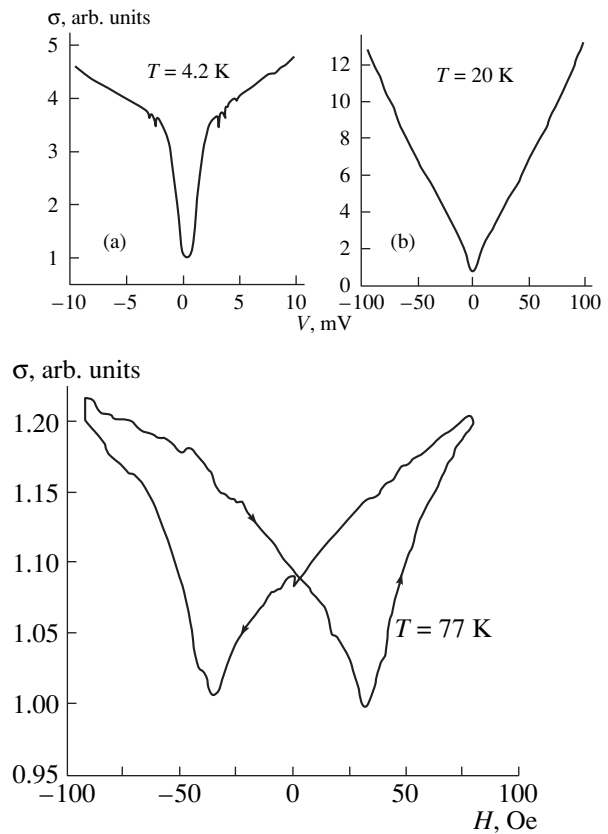 σ, arb. units
5
4
3
2
1
T = 4.2 K
(a)
–10 –5 0 5 10
12
10
8
6
4
2
0
T = 20 K
(b)
–100 –50 0 50 100
V, mV
σ, arb. units
1.20
1.15
1.10
1.05
1.00
0.95
T = 77 K
–100 –50 0 50 100
H, Oe